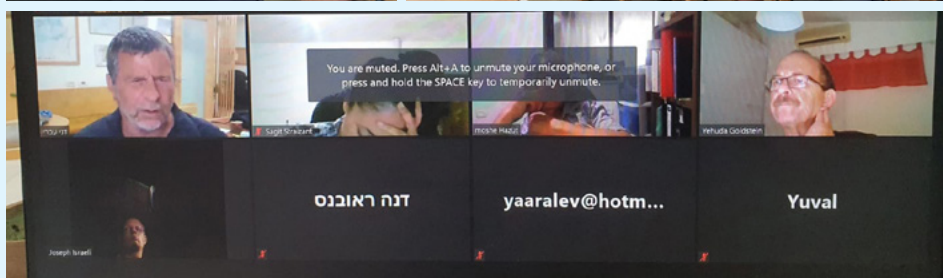 You are muted. Press Alt+A to unmute your microphone, or
press and hold the SPACE key to temporarily unmute.
Sagit
moshe Hazut
Yehuda Goldstein
דנה ראובנס
yaaralev@hotm...
Yuval
Joseph Israeli